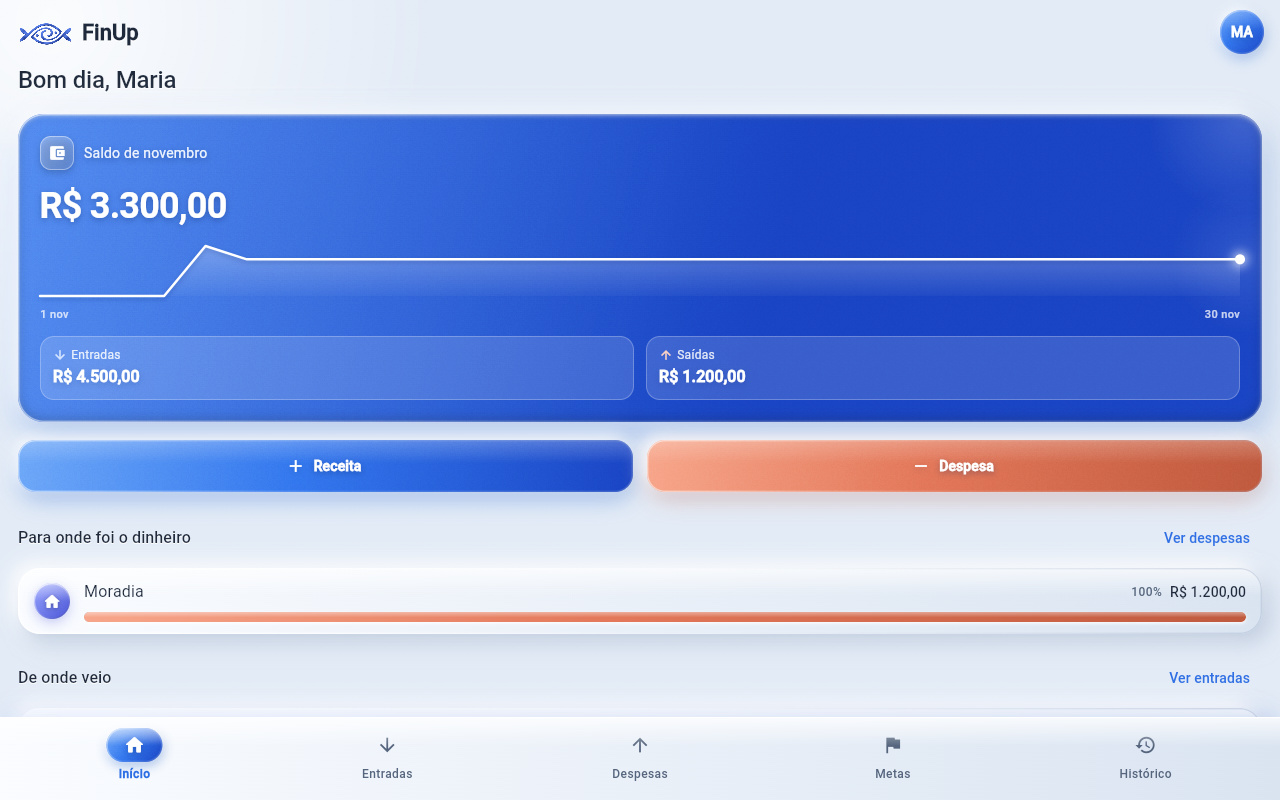 FinUp
MA
Bom dia, Maria
Saldo de novembro
R$ 3.300,00
1 nov
30 nov
Entradas
R$ 4.500,00
Saídas
R$ 1.200,00
Receita
Despesa
Para onde foi o dinheiro
Ver despesas
Moradia
100% R$ 1.200,00
De onde veio
Ver entradas
Início
Entradas
Despesas
Metas
Histórico